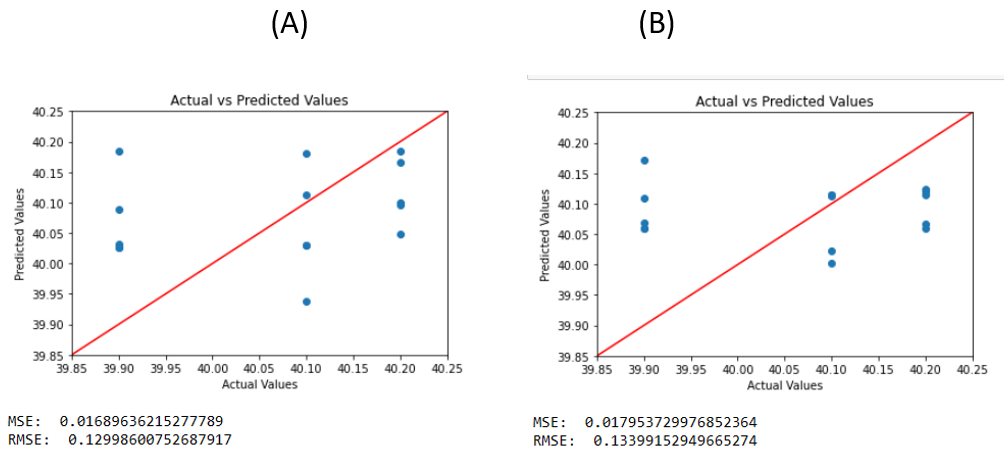 (A)
Actual vs Predicted Values
40.25
40.20
40.15
40.10
40.05
40.00
39.95
39.90
39.85
Predicted Values
39.85 39.90 39.95 40.00 40.05 40.10 40.15 40.20 40.25
Actual Values
MSE: 0.01689636215277789
RMSE: 0.12998600752687917
(B)
Actual vs Predicted Values
40.25
40.20
40.15
40.10
40.05
40.00
39.95
39.90
39.85
Predicted Values
39.85 39.90 39.95 40.00 40.05 40.10 40.15 40.20 40.25
Actual Values
MSE: 0.017953729976852364
RMSE: 0.13399152949665274